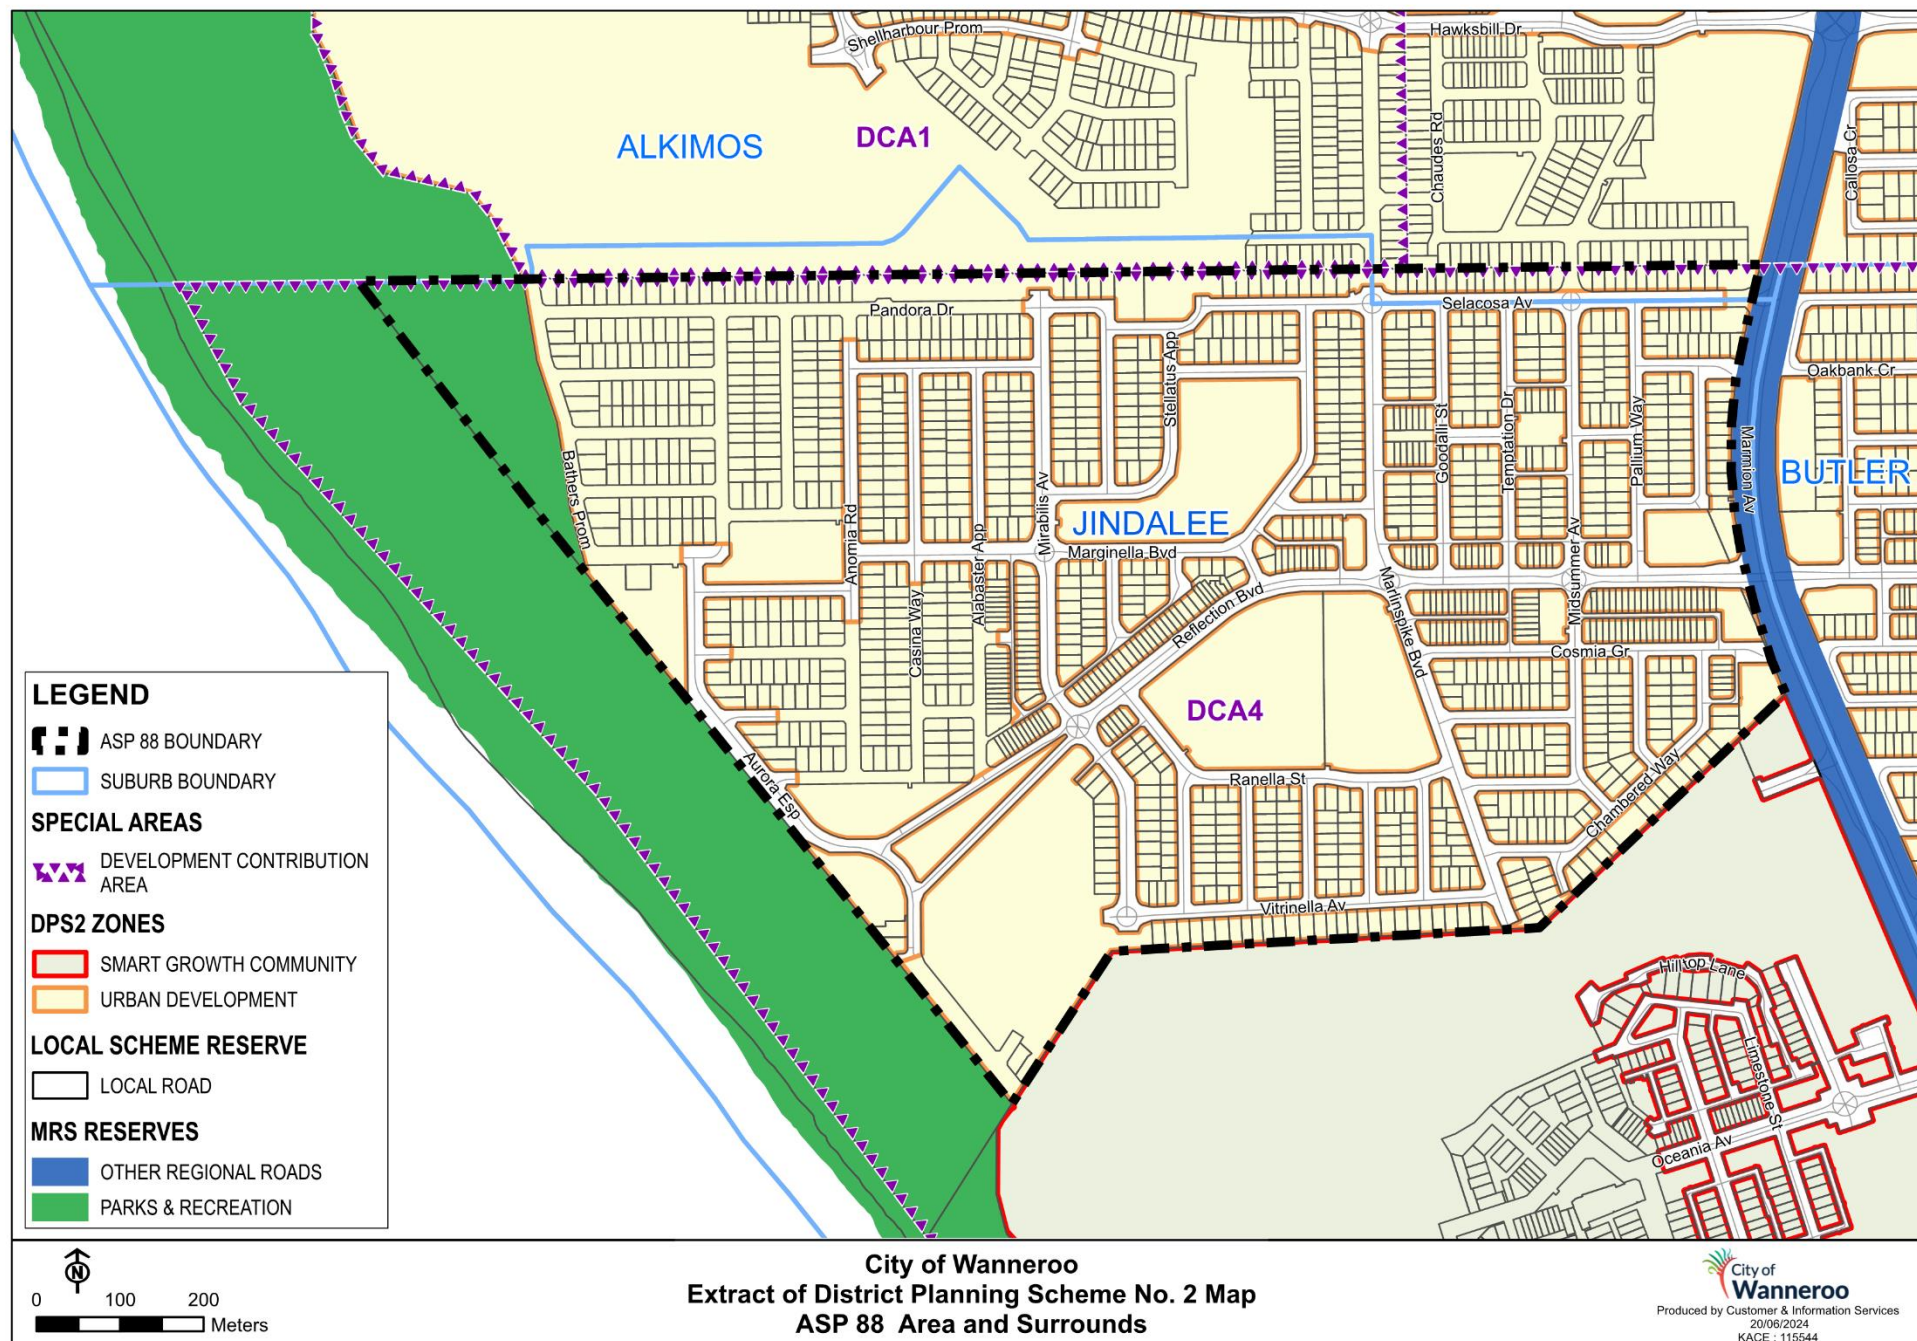 Shellharbour Prom
Hawksbill Dr
ALKIMOS
DCA1
Chaudes Rd
Callosa Cr
Pandora Dr
Selacosa Av
Stellatus App
Oakbank Cr
Goodalli St
Temptation Dr
Pallium Way
Marmion Av
BUTLER
Bathers Prom
Anomia Rd
Alabaster App
Mirabilis Av
JINDALEE
Marginella Bvd
Casina Way
Reflection Bvd
Marlinspike Bvd
Midsummer Av
Cosmia Gr
DCA4
Aurora Esp
Ranella St
Chambered Way
Vitrinella Av
Hilltop Lane
Limestone St
Oceania Av
LEGEND
ASP 88 BOUNDARY
SUBURB BOUNDARY
SPECIAL AREAS
DEVELOPMENT CONTRIBUTION
AREA
DPS2 ZONES
SMART GROWTH COMMUNITY
URBAN DEVELOPMENT
LOCAL SCHEME RESERVE
LOCAL ROAD
MRS RESERVES
OTHER REGIONAL ROADS
PARKS & RECREATION
N
0 100 200
Meters
City of Wanneroo
Extract of District Planning Scheme No. 2 Map
ASP 88 Area and Surrounds
City of
Wanneroo
Produced by Customer & Information Services
20/06/2024
KACE : 115544